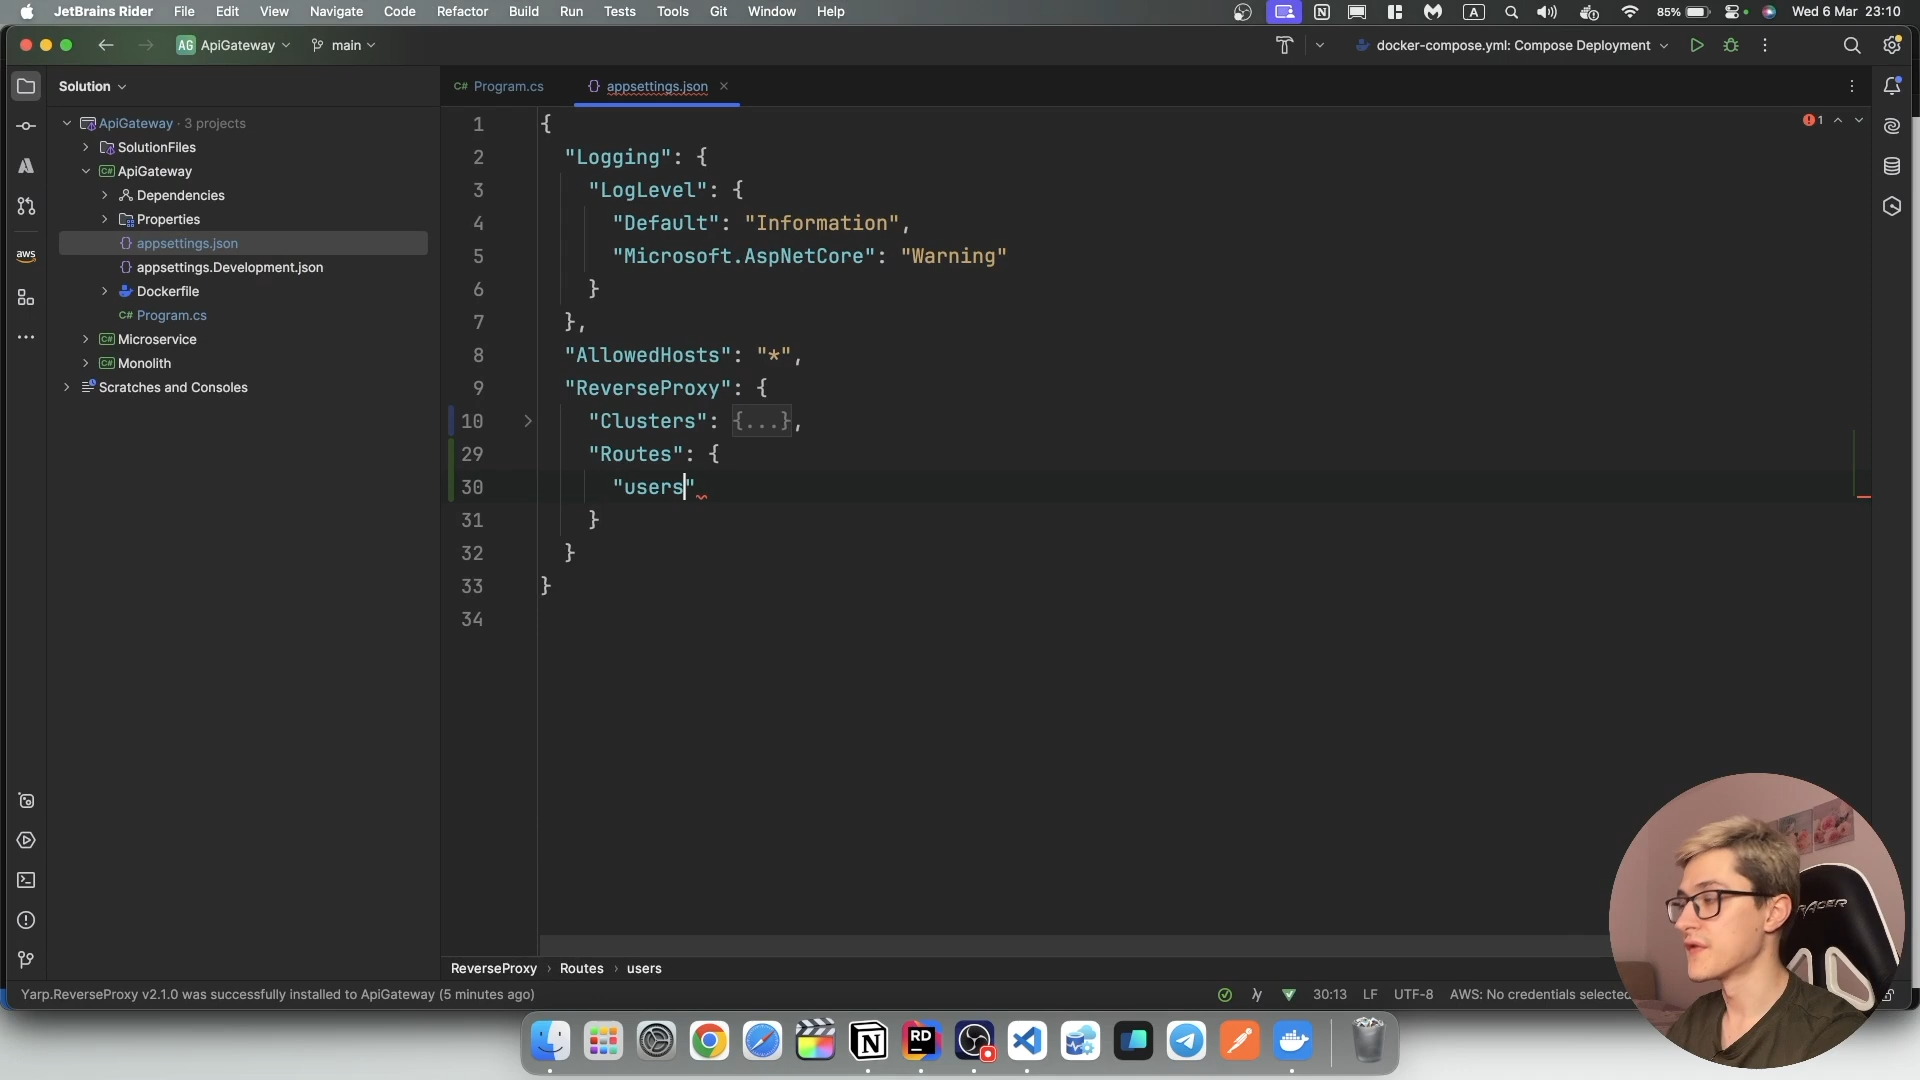 JetBrains Rider File Edit View Navigate Code Refactor Build Run Tests Tools Git Window Help
A 85% Wed 6 Mar 23:10
AG ApiGateway main docker-compose.yml: Compose Deployment
Solution
Program.cs appsettings.json
ApiGateway · 3 projects
SolutionFiles
ApiGateway
Dependencies
Properties
appsettings.json
appsettings.Development.json
Dockerfile
C# Program.cs
Microservice
Monolith
Scratches and Consoles
aws
1
1 {
2 "Logging": {
3 "LogLevel": {
4 "Default": "Information",
5 "Microsoft.AspNetCore": "Warning"
6 }
7 },
8 "AllowedHosts": "*",
9 "ReverseProxy": {
10 "Clusters": {...},
29 "Routes": {
30 "users"
31 }
32 }
33 }
34
ReverseProxy › Routes › users
Yarp.ReverseProxy v2.1.0 was successfully installed to ApiGateway (5 minutes ago)
30:13 LF UTF-8 AWS: No credentials selected
RD